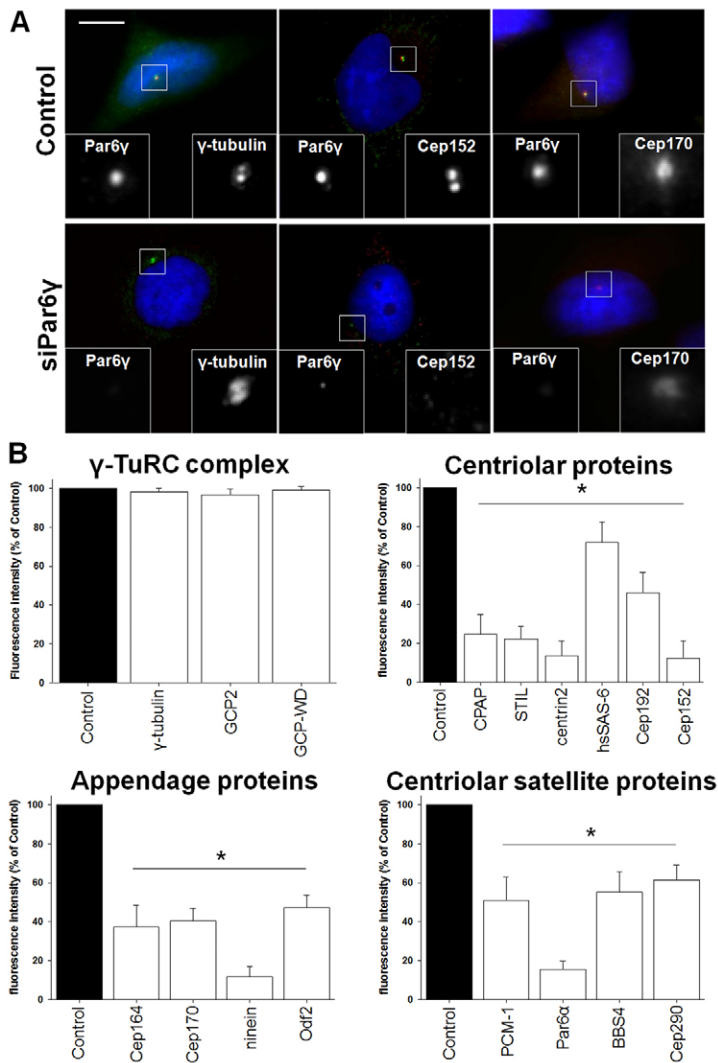 A
Control
Par6γ γ-tubulin Par6γ Cep152 Par6γ Cep170
siPar6γ
Par6γ γ-tubulin Par6γ Cep152 Par6γ Cep170
B
γ-TuRC complex
Fluorescence intensity (% of Control)
100
80
60
40
20
0
Control γ-tubulin GCP2 GCP-WD
Centriolar proteins
fluorescence intensity (% of Control)
100
80
60
40
20
0
*
Control CPAP STIL centrin2 hsSAS-6 Cep192 Cep152
Appendage proteins
fluorescence intensity (% of Control)
100
80
60
40
20
0
*
Control Cep164 Cep170 ninein Odf2
Centriolar satellite proteins
fluorescence intensity (% of Control)
100
80
60
40
20
0
*
Control PCM-1 Par6α BBS4 Cep290